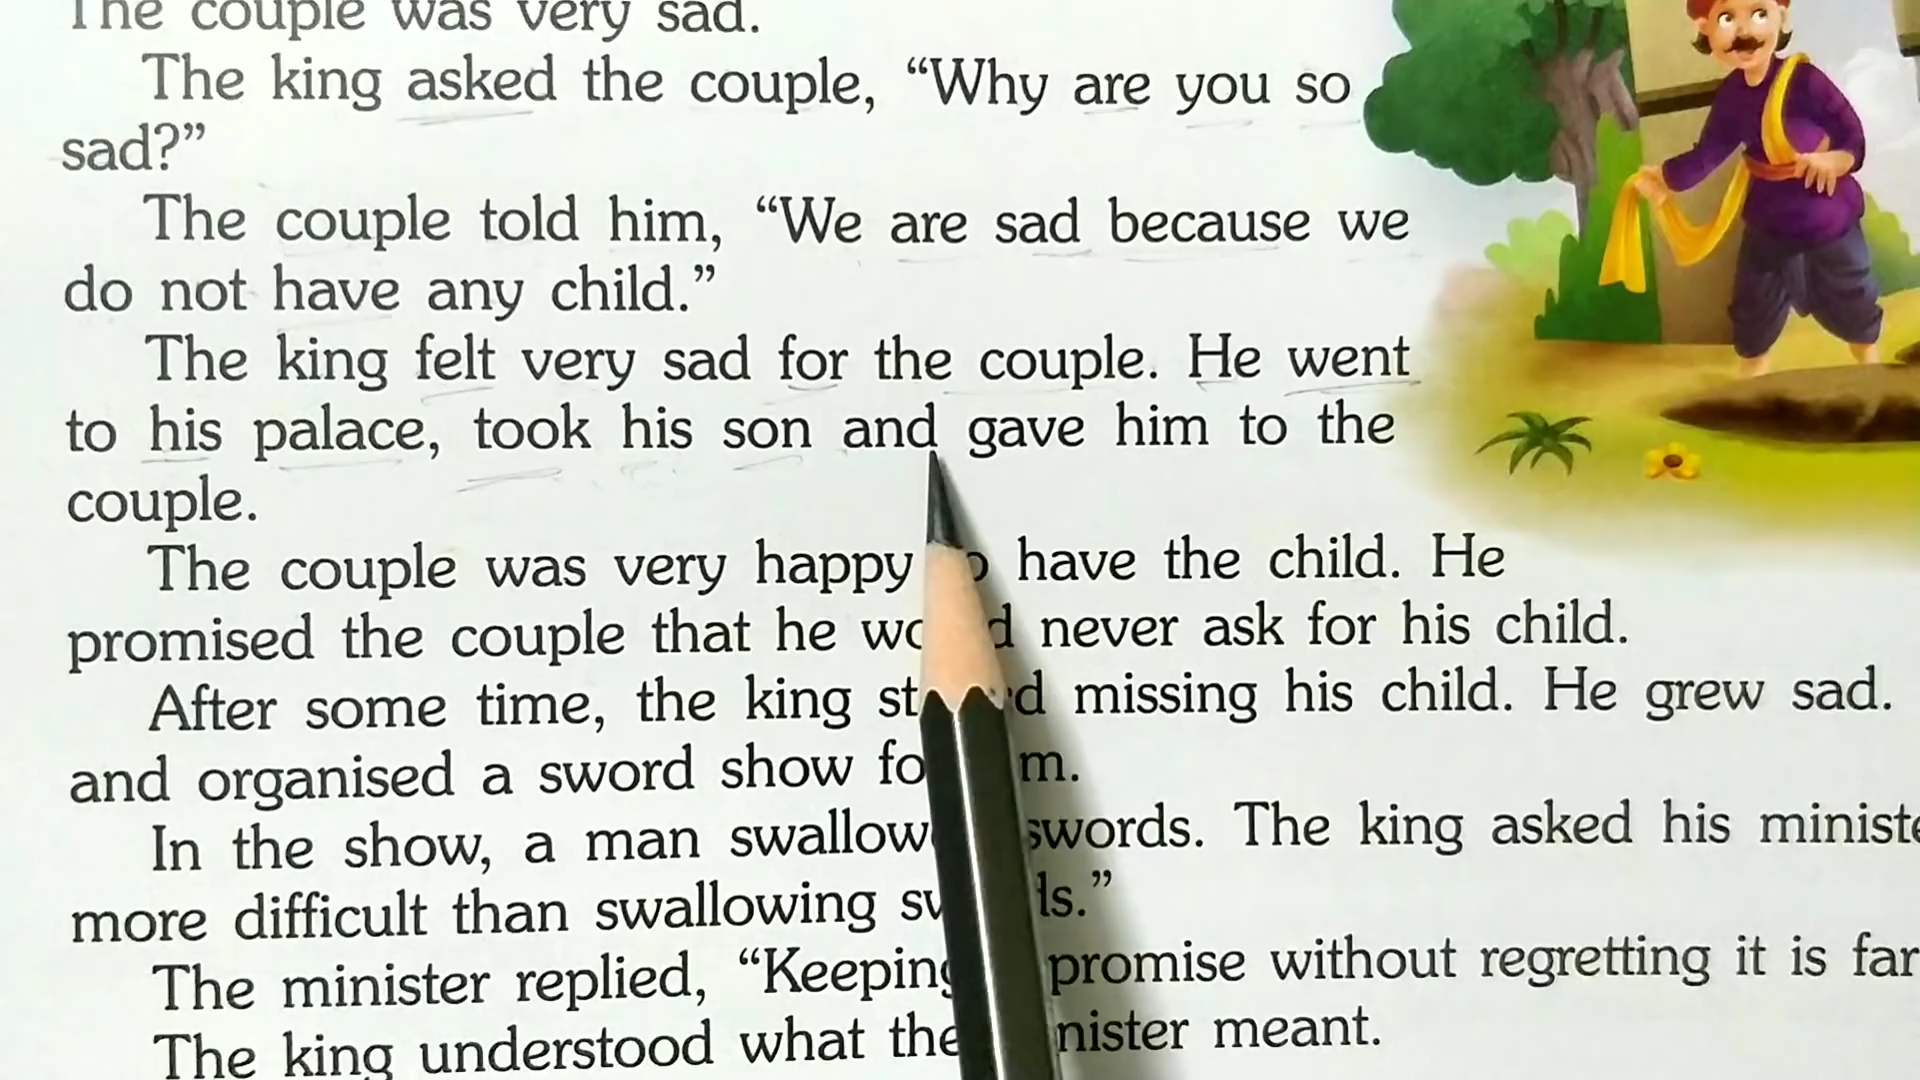 The couple was very sad.
The king asked the couple, “Why are you so
sad?”
The couple told him, “We are sad because we
do not have any child.”
The king felt very sad for the couple. He went
to his palace, took his son and gave him to the
couple.
The couple was very happy have the child. He
promised the couple that he never ask for his child.
After some time, the king missing his child. He grew sad.
and organised a sword show
In the show, a man swords. The king asked his
more difficult than swallowing
The minister replied, “Keeping promise without regretting it is far
The king understood what the meant.